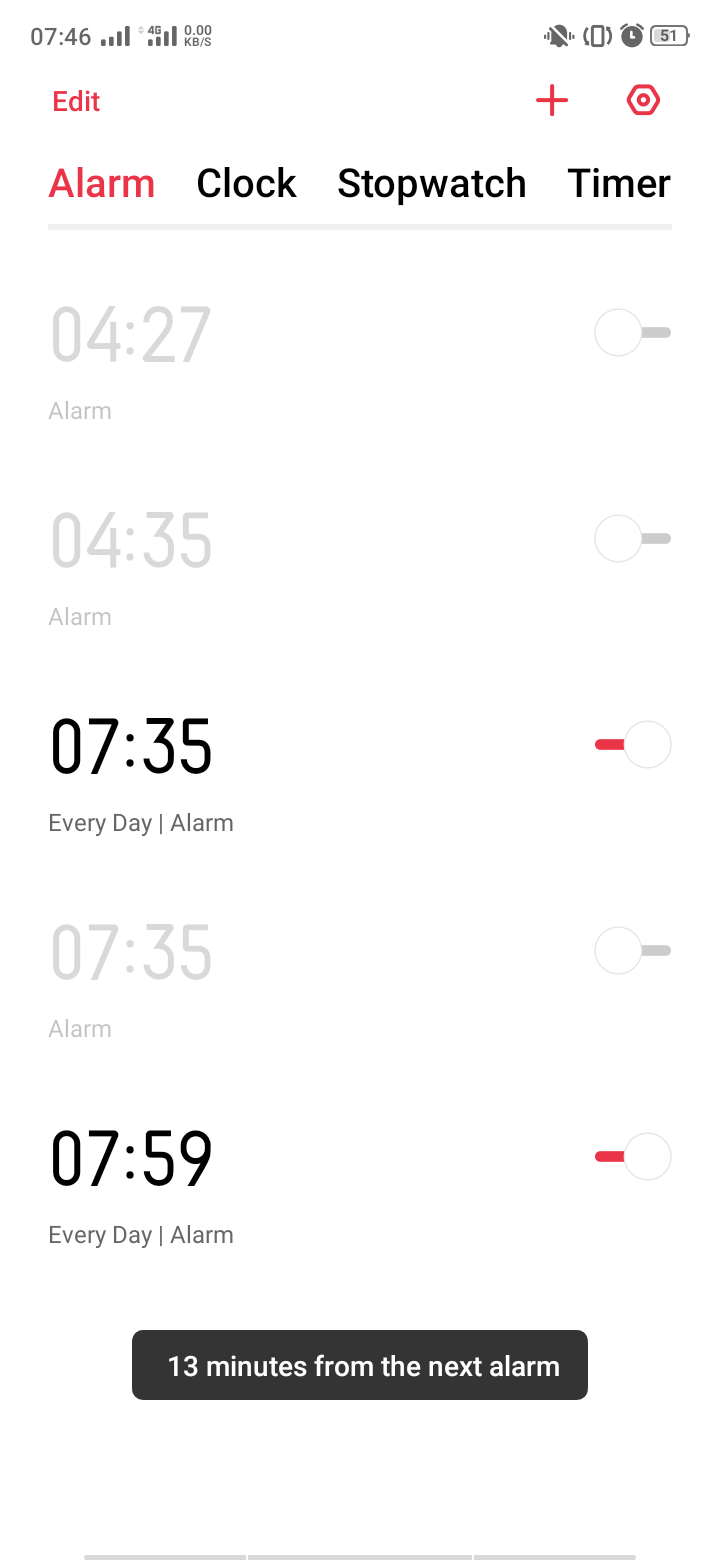 07:46 4G 0.00 KB/S 51
Edit
Alarm Clock Stopwatch Timer
04:27
Alarm
04:35
Alarm
07:35
Every Day | Alarm
07:35
Alarm
07:59
Every Day | Alarm
13 minutes from the next alarm